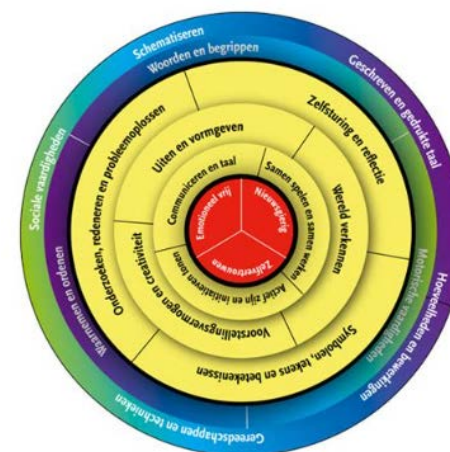 Schematiseren
Woorden en begrippen
Geschreven en gedrukte taal
Sociale vaardigheden
Onderzoeken, redeneren en probleemoplossen
Zelfsturing en reflectie
Uiten en vormgeven
Communiceren en taal
Samen spelen en samen werken
Wereld verkennen
Emotioneel vrij
Nieuwsgierig
Zelfvertrouwen
Actief zijn en initiatieven tonen
Voorstellingsvermogen en creativiteit
Symbolen, tekens en betekenissen
Waarnemen en ordenen
Motorische vaardigheden
Hoeveelheden en bewerkingen
Gereedschappen en technieken